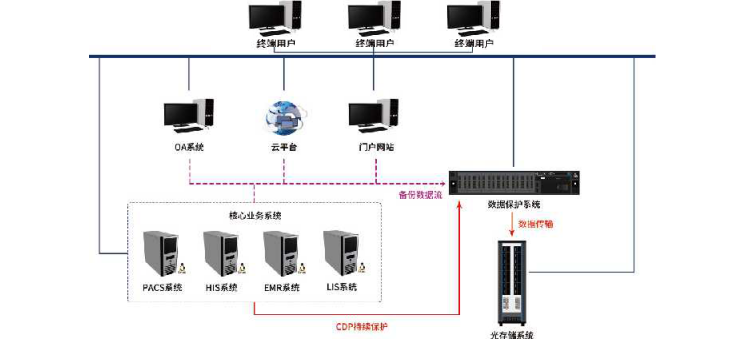 终端用户 终端用户 终端用户
OA系统 云平台 门户网站
备份数据流
数据保护系统
核心业务系统
数据传输
PACS系统 HIS系统 EMR系统 LIS系统
CDP持续保护
光存储系统